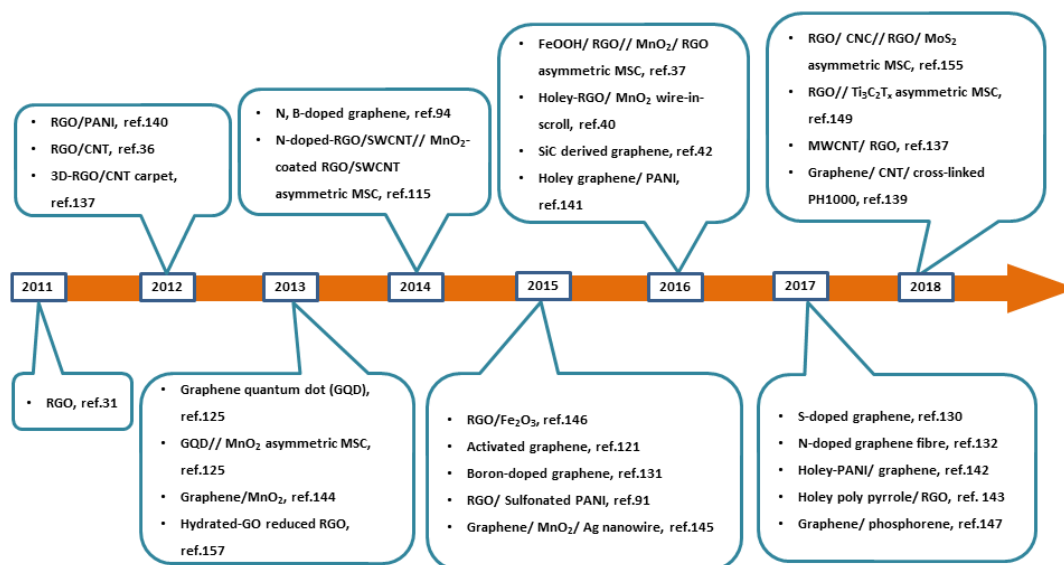 • RGO/PANI, ref.140
• RGO/CNT, ref.36
• 3D-RGO/CNT carpet,
ref.137
• N, B-doped graphene, ref.94
• N-doped-RGO/SWCNT// MnO₂-
coated RGO/SWCNT
asymmetric MSC, ref.115
• FeOOH/ RGO// MnO₂/ RGO
asymmetric MSC, ref.37
• Holey-RGO/ MnO₂ wire-in-
scroll, ref.40
• SiC derived graphene, ref.42
• Holey graphene/ PANI,
ref.141
• RGO/ CNC// RGO/ MoS₂
asymmetric MSC, ref.155
• RGO// Ti₃C₂Tₓ asymmetric MSC,
ref.149
• MWCNT/ RGO, ref.137
• Graphene/ CNT/ cross-linked
PH1000, ref.139
2011 2012 2013 2014 2015 2016 2017 2018
• RGO, ref.31
• Graphene quantum dot (GQD),
ref.125
• GQD// MnO₂ asymmetric MSC,
ref.125
• Graphene/MnO₂, ref.144
• Hydrated-GO reduced RGO,
ref.157
• RGO/Fe₂O₃, ref.146
• Activated graphene, ref.121
• Boron-doped graphene, ref.131
• RGO/ Sulfonated PANI, ref.91
• Graphene/ MnO₂/ Ag nanowire, ref.145
• S-doped graphene, ref.130
• N-doped graphene fibre, ref.132
• Holey-PANI/ graphene, ref.142
• Holey poly pyrrole/ RGO, ref. 143
• Graphene/ phosphorene, ref.147